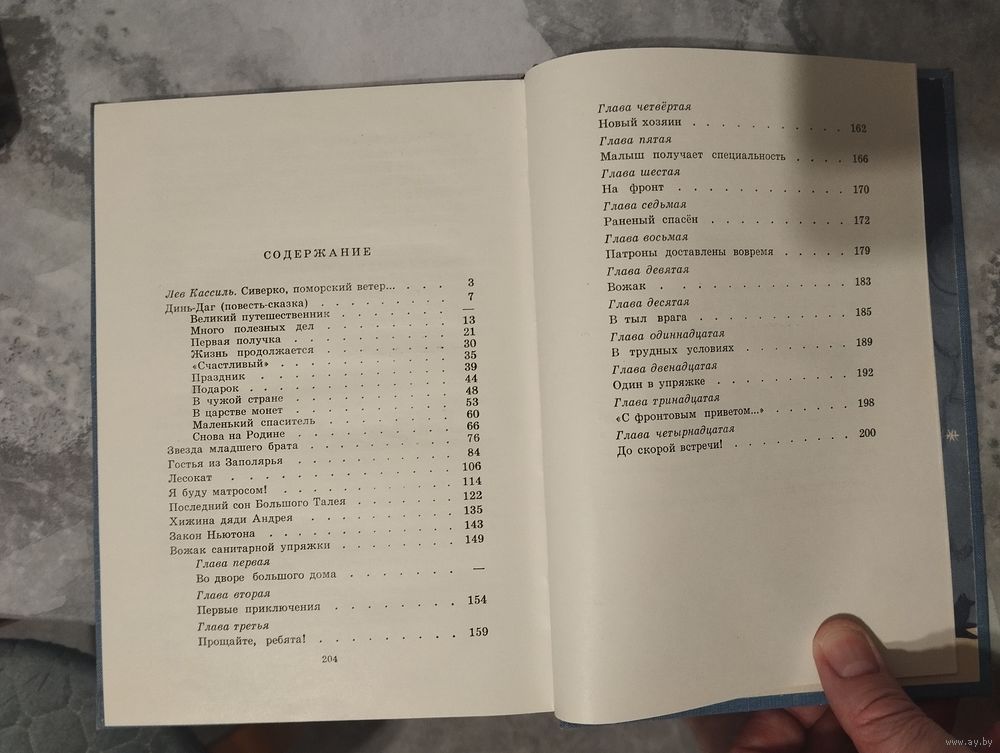 СОДЕРЖАНИЕ
Лев Кассиль. Сиверко, поморский ветер... . . . 3
Динь-Даг (повесть-сказка) . . . . . . . . 7
Великий путешественник . . . . . . . —
Много полезных дел . . . . . . . . 13
Первая получка . . . . . . . . . 21
Жизнь продолжается . . . . . . . . 30
«Счастливый» . . . . . . . . . . 35
Праздник . . . . . . . . . . . 39
Подарок . . . . . . . . . . . 44
В чужой стране . . . . . . . . . 48
В царстве монет . . . . . . . . . 53
Маленький спаситель . . . . . . . . 60
Снова на Родине . . . . . . . . . 66
Звезда младшего брата . . . . . . . . 76
Гостья из Заполярья . . . . . . . . . 84
Лесокат . . . . . . . . . . . . 106
Я буду матросом! . . . . . . . . . . 114
Последний сон Большого Талея . . . . . . 122
Хижина дяди Андрея . . . . . . . . . 135
Закон Ньютона . . . . . . . . . . 143
Вожак санитарной упряжки . . . . . . . 149
Глава первая
Во дворе большого дома . . . . . . —
Глава вторая
Первые приключения . . . . . . . 154
Глава третья
Прощайте, ребята! . . . . . . . . 159
204
Глава четвёртая
Новый хозяин . . . . . . . . . . 162
Глава пятая
Малыш получает специальность . . . . 166
Глава шестая
На фронт . . . . . . . . . . . 170
Глава седьмая
Раненый спасён . . . . . . . . . 172
Глава восьмая
Патроны доставлены вовремя . . . . . 179
Глава девятая
Вожак . . . . . . . . . . . . 183
Глава десятая
В тыл врага . . . . . . . . . . 185
Глава одиннадцатая
В трудных условиях . . . . . . . . 189
Глава двенадцатая
Один в упряжке . . . . . . . . . 192
Глава тринадцатая
«С фронтовым приветом...» . . . . . . 198
Глава четырнадцатая
До скорой встречи! . . . . . . . . 200
www.ay.by